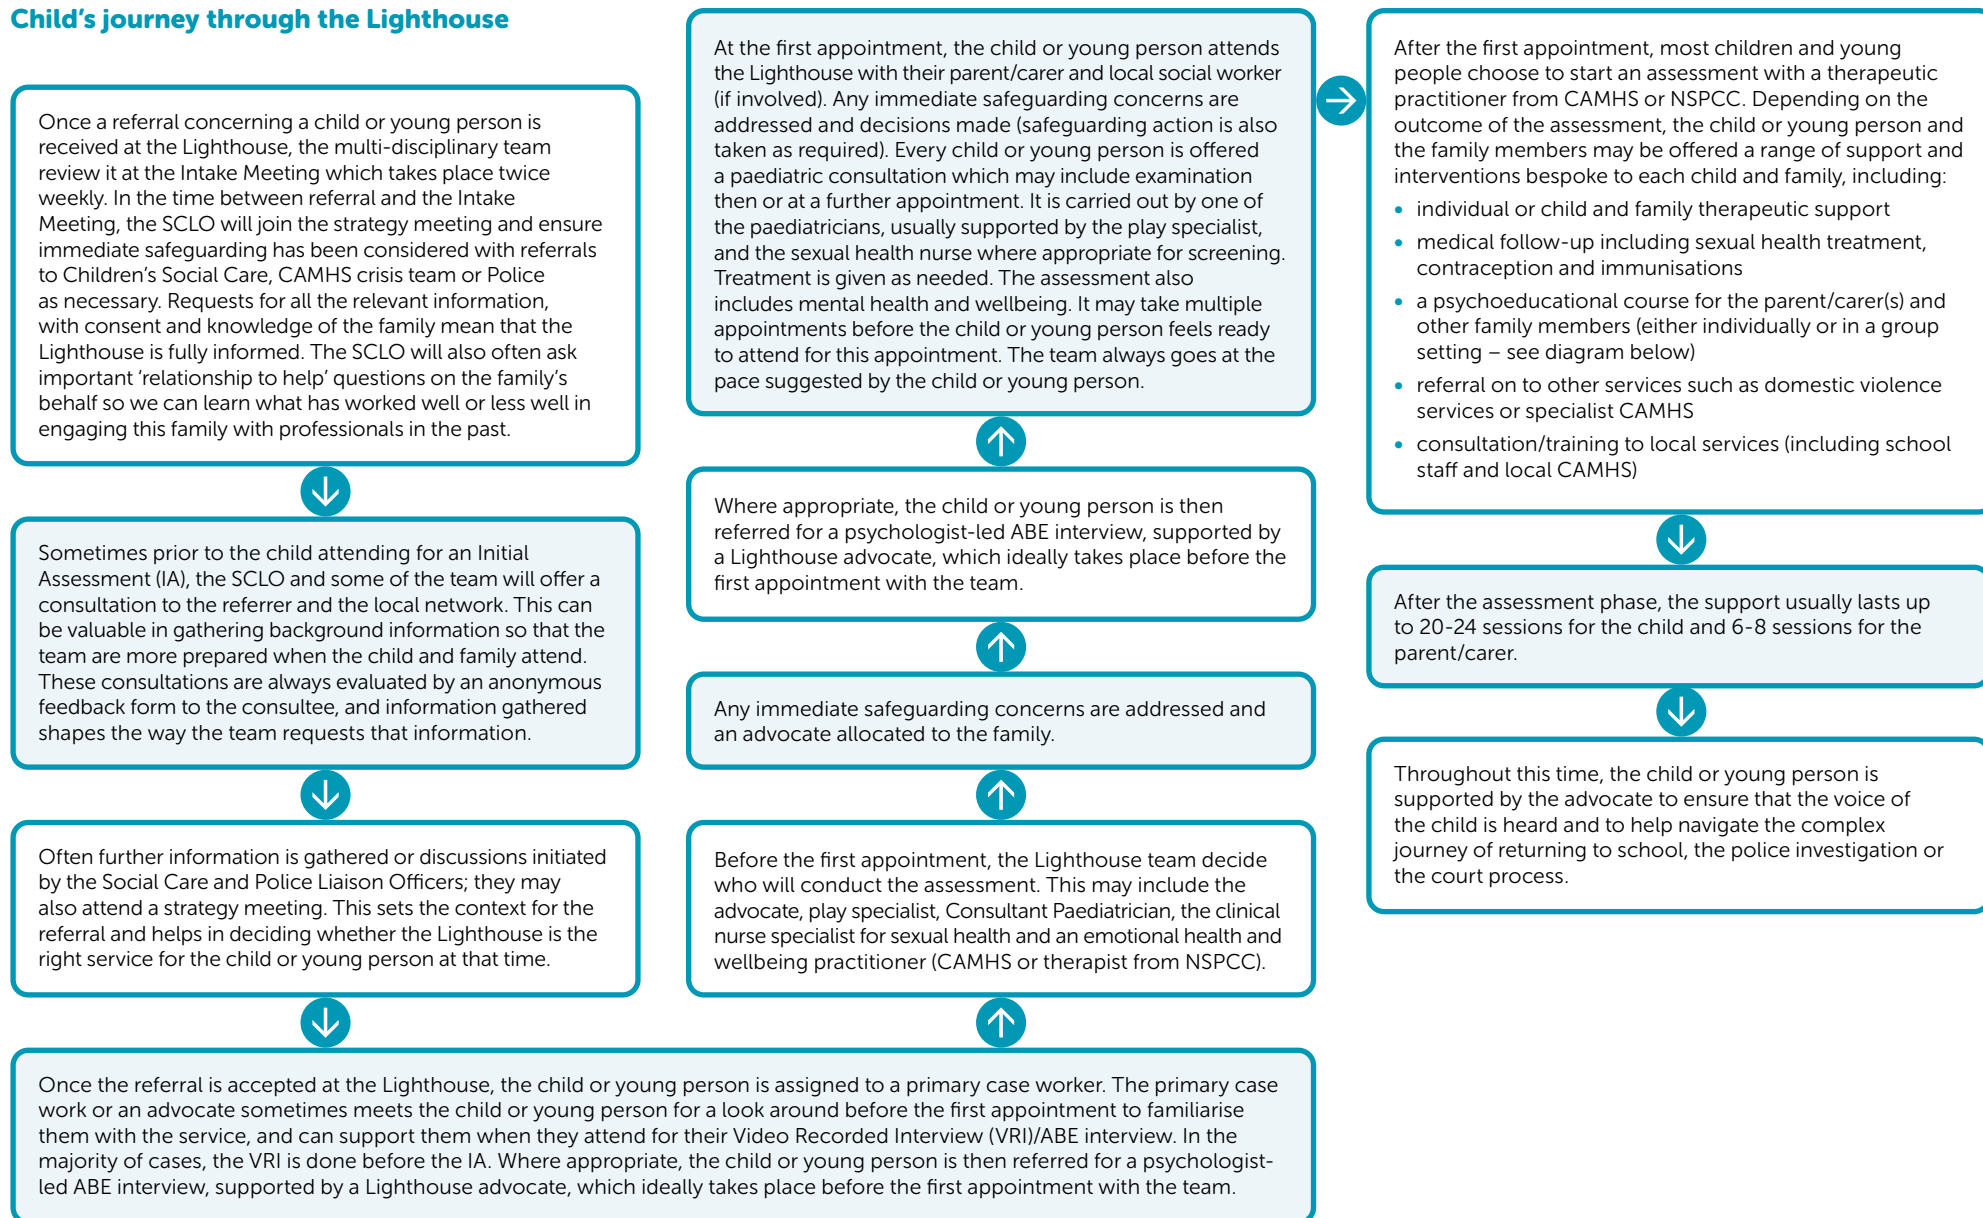 Child's journey through the Lighthouse
Once a referral concerning a child or young person is
received at the Lighthouse, the multi-disciplinary team
review it at the Intake Meeting which takes place twice
weekly. In the time between referral and the Intake
Meeting, the SCLO will join the strategy meeting and ensure
immediate safeguarding has been considered with referrals
to Children's Social Care, CAMHS crisis team or Police
as necessary. Requests for all the relevant information,
with consent and knowledge of the family mean that the
Lighthouse is fully informed. The SCLO will also often ask
important 'relationship to help' questions on the family's
behalf so we can learn what has worked well or less well in
engaging this family with professionals in the past.
Sometimes prior to the child attending for an Initial
Assessment (IA), the SCLO and some of the team will offer a
consultation to the referrer and the local network. This can
be valuable in gathering background information so that the
team are more prepared when the child and family attend.
These consultations are always evaluated by an anonymous
feedback form to the consultee, and information gathered
shapes the way the team requests that information.
Often further information is gathered or discussions initiated
by the Social Care and Police Liaison Officers; they may
also attend a strategy meeting. This sets the context for the
referral and helps in deciding whether the Lighthouse is the
right service for the child or young person at that time.
Once the referral is accepted at the Lighthouse, the child or young person is assigned to a primary case worker. The primary case
work or an advocate sometimes meets the child or young person for a look around before the first appointment to familiarise
them with the service, and can support them when they attend for their Video Recorded Interview (VRI)/ABE interview. In the
majority of cases, the VRI is done before the IA. Where appropriate, the child or young person is then referred for a psychologist-
led ABE interview, supported by a Lighthouse advocate, which ideally takes place before the first appointment with the team.
Before the first appointment, the Lighthouse team decide
who will conduct the assessment. This may include the
advocate, play specialist, Consultant Paediatrician, the clinical
nurse specialist for sexual health and an emotional health and
wellbeing practitioner (CAMHS or therapist from NSPCC).
Any immediate safeguarding concerns are addressed and
an advocate allocated to the family.
Where appropriate, the child or young person is then
referred for a psychologist-led ABE interview, supported by
a Lighthouse advocate, which ideally takes place before the
first appointment with the team.
At the first appointment, the child or young person attends
the Lighthouse with their parent/carer and local social worker
(if involved). Any immediate safeguarding concerns are
addressed and decisions made (safeguarding action is also
taken as required). Every child or young person is offered
a paediatric consultation which may include examination
then or at a further appointment. It is carried out by one of
the paediatricians, usually supported by the play specialist,
and the sexual health nurse where appropriate for screening.
Treatment is given as needed. The assessment also
includes mental health and wellbeing. It may take multiple
appointments before the child or young person feels ready
to attend for this appointment. The team always goes at the
pace suggested by the child or young person.
After the first appointment, most children and young
people choose to start an assessment with a therapeutic
practitioner from CAMHS or NSPCC. Depending on the
outcome of the assessment, the child or young person and
the family members may be offered a range of support and
interventions bespoke to each child and family, including:
• individual or child and family therapeutic support
• medical follow-up including sexual health treatment,
contraception and immunisations
• a psychoeducational course for the parent/carer(s) and
other family members (either individually or in a group
setting – see diagram below)
• referral on to other services such as domestic violence
services or specialist CAMHS
• consultation/training to local services (including school
staff and local CAMHS)
After the assessment phase, the support usually lasts up
to 20-24 sessions for the child and 6-8 sessions for the
parent/carer.
Throughout this time, the child or young person is
supported by the advocate to ensure that the voice of
the child is heard and to help navigate the complex
journey of returning to school, the police investigation or
the court process.